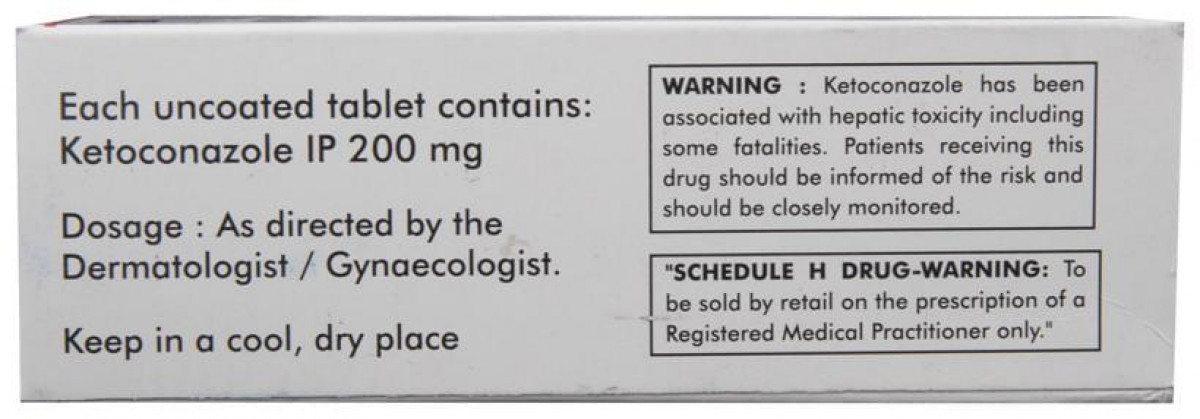 Each uncoated tablet contains:
Ketoconazole IP 200 mg
Dosage : As directed by the
Dermatologist / Gynaecologist.
Keep in a cool, dry place
WARNING : Ketoconazole has been
associated with hepatic toxicity including
some fatalities. Patients receiving this
drug should be informed of the risk and
should be closely monitored.
"SCHEDULE H DRUG-WARNING: To
be sold by retail on the prescription of a
Registered Medical Practitioner only."